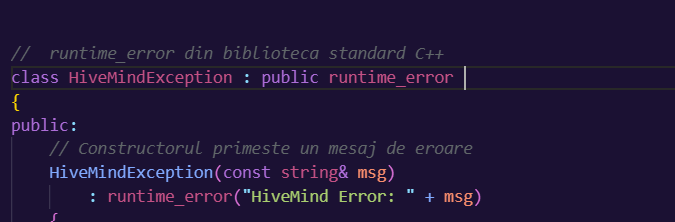 //  runtime_error din biblioteca standard C++
class HiveMindException : public runtime_error
{
public:
// Constructorul primeste un mesaj de eroare
HiveMindException(const string& msg)
: runtime_error("HiveMind Error: " + msg)
{